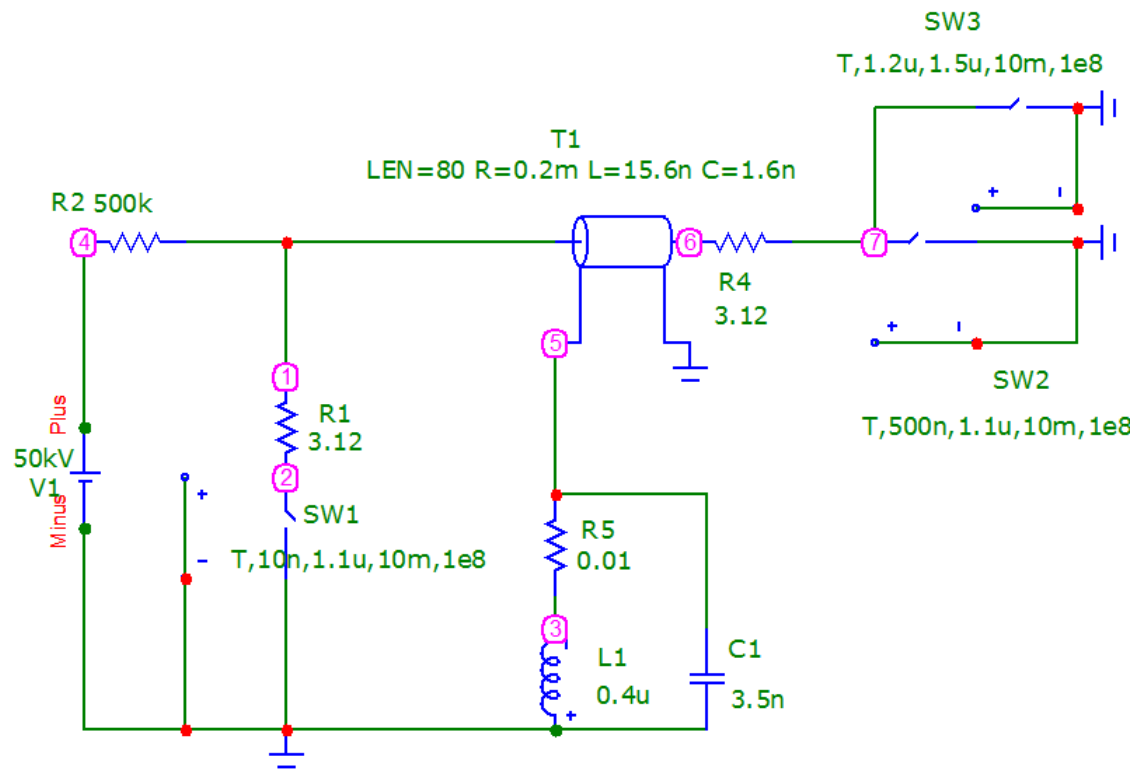 SW3
T,1.2u,1.5u,10m,1e8
T1
LEN=80 R=0.2m L=15.6n C=1.6n
R2 500k
+
-
4
6
7
R4
3.12
+
-
5
SW2
T,500n,1.1u,10m,1e8
1
R1
3.12
Plus
50kV
V1
Minus
2
+
-
SW1
T,10n,1.1u,10m,1e8
R5
0.01
3
L1
0.4u
+
C1
3.5n